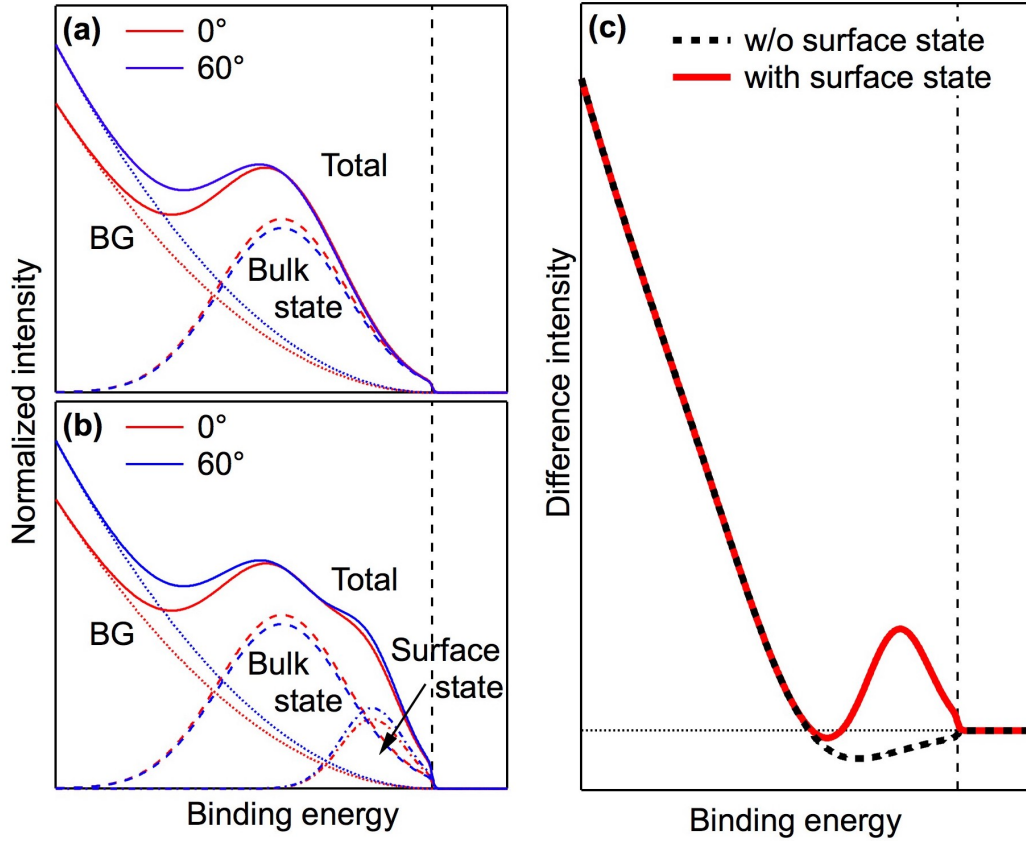 (a)
0°
60°
Total
BG
Bulk
state
(b)
0°
60°
Total
BG
Bulk
state
Surface
state
Normalized intensity
Binding energy
(c)
w/o surface state
with surface state
Difference intensity
Binding energy